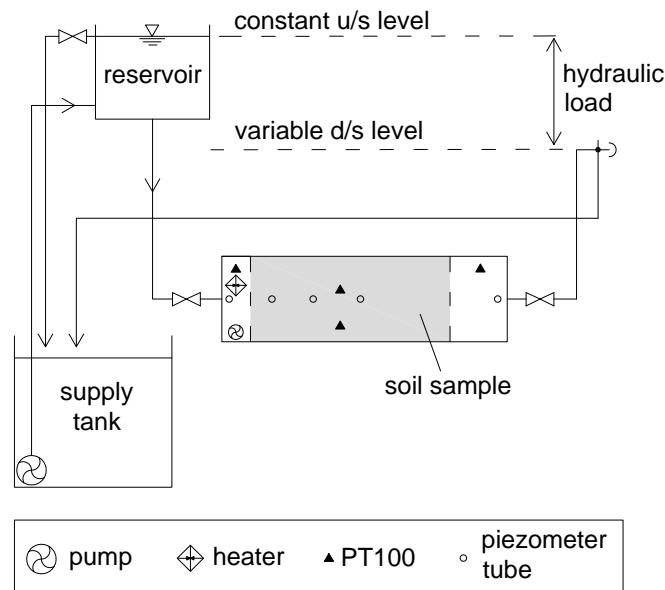 constant u/s level
reservoir
hydraulic
load
variable d/s level
soil sample
supply
tank
pump
heater
PT100
piezometer
tube